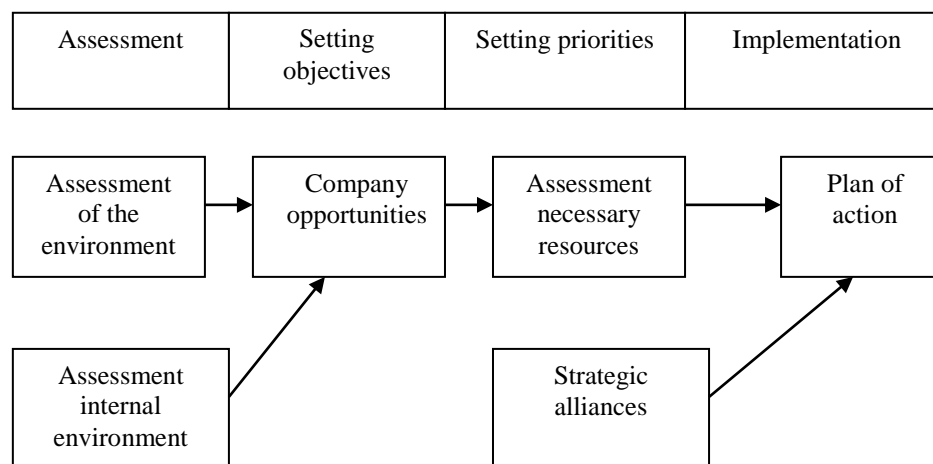 Assessment
Setting
objectives
Setting priorities
Implementation
Assessment
of the
environment
Company
opportunities
Assessment
necessary
resources
Plan of
action
Assessment
internal
environment
Strategic
alliances